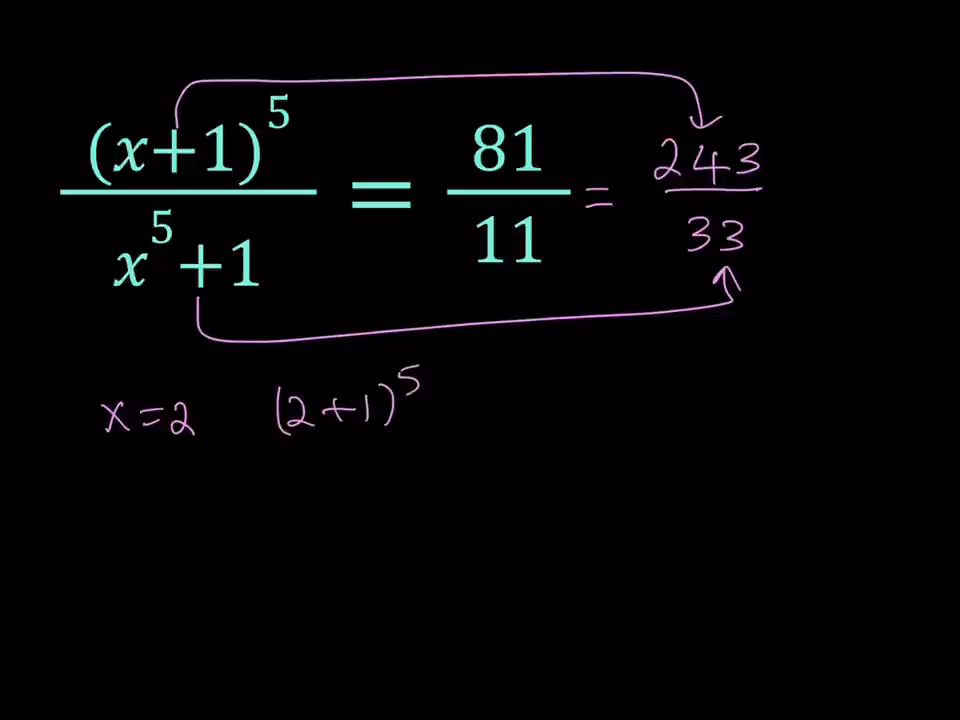 (x+1)^5 / (x^5+1) = 81/11 = 243/33
x=2 (2+1)^5